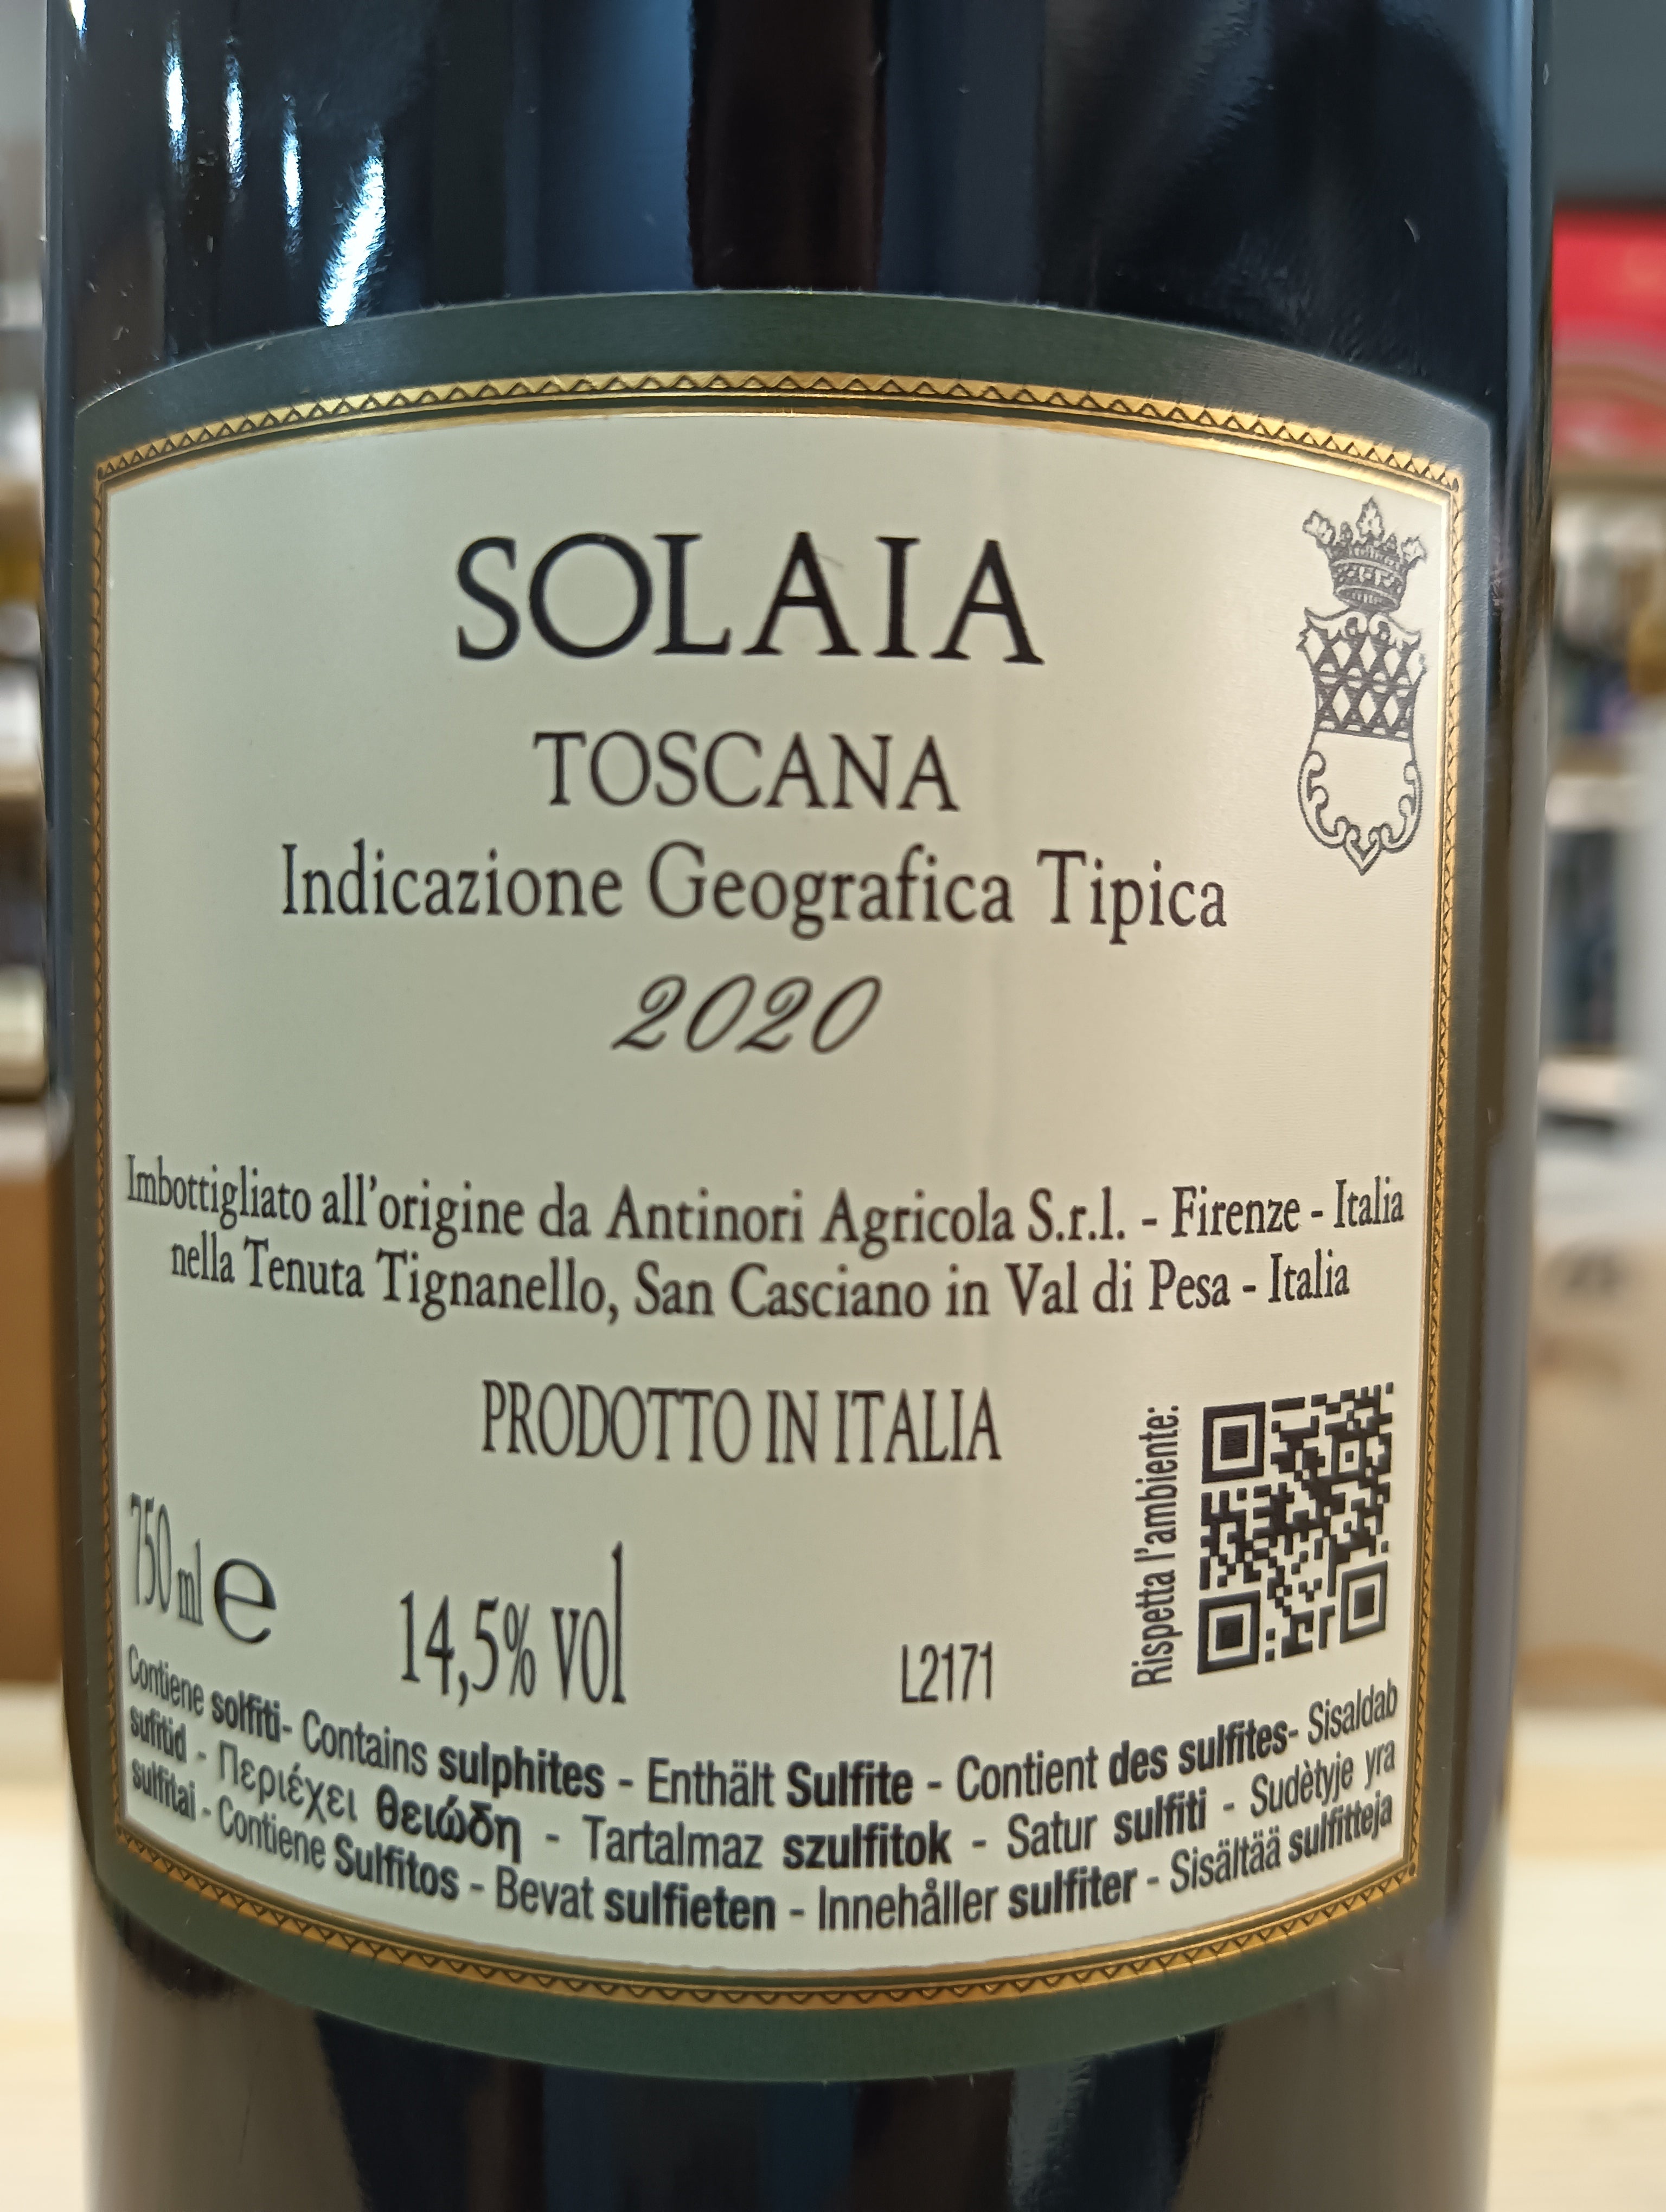 SOLAIA
TOSCANA
Indicazione Geografica Tipica
2020
Imbottigliato all'origine da Antinori Agricola S.r.l. - Firenze - Italia
nella Tenuta Tignanello, San Casciano in Val di Pesa - Italia
PRODOTTO IN ITALIA
Rispetta l'ambiente:
750 ml e
14,5% vol
L2171
Contiene solfiti- Contains sulphites - Enthält Sulfite - Contient des sulfites- Sisaldab
sufitid - Περιέχει θειώδη - Tartalmaz szulfitok - Satur sulfiti - Sudètyje yra
sulfitai - Contiene Sulfitos - Bevat sulfieten - Innehåller sulfiter - Sisältää sulfitteja